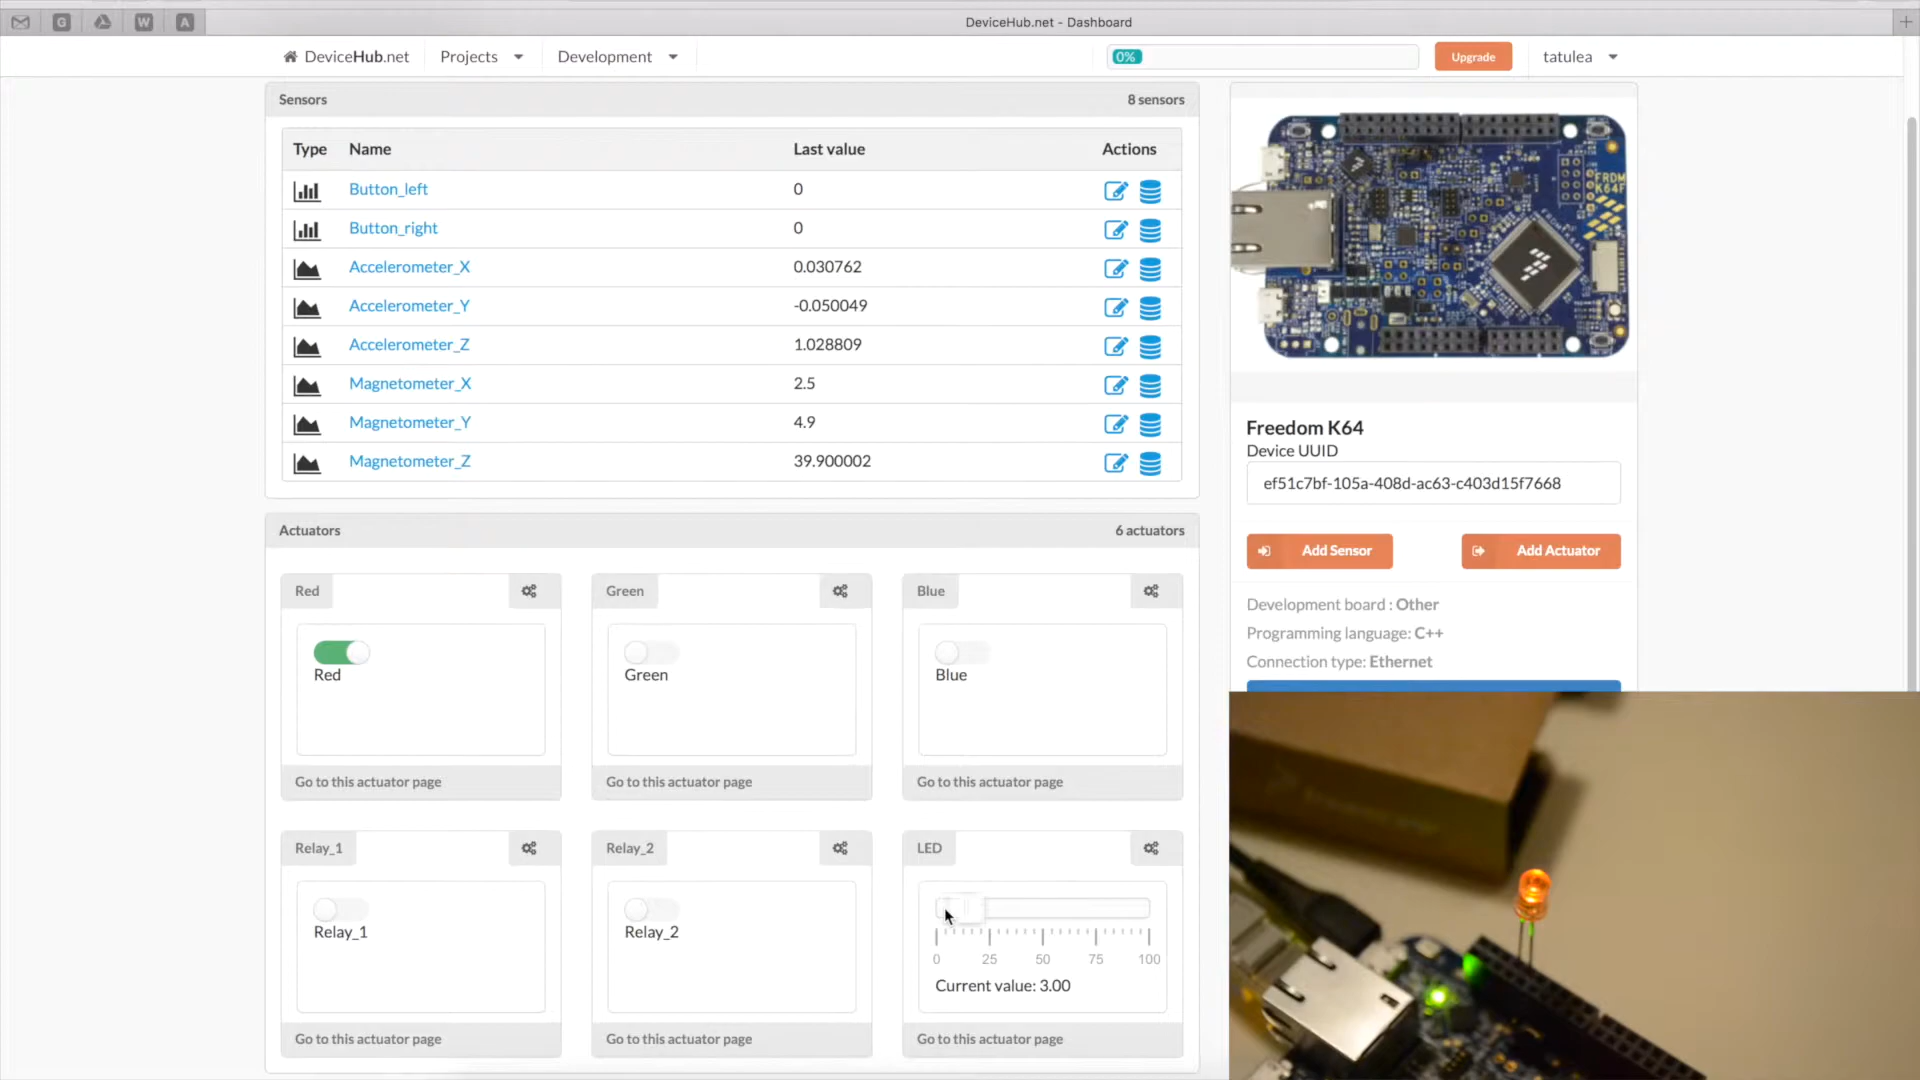 G
W
A
DeviceHub.net - Dashboard
DeviceHub.net
Projects
Development
0%
Upgrade
tatulea
Sensors
8 sensors
Type Name Last value Actions
Button_left 0
Button_right 0
Accelerometer_X 0.030762
Accelerometer_Y -0.050049
Accelerometer_Z 1.028809
Magnetometer_X 2.5
Magnetometer_Y 4.9
Magnetometer_Z 39.900002
FRDM
K64F
Freedom K64
Device UUID
ef51c7bf-105a-408d-ac63-c403d15f7668
Add Sensor
Add Actuator
Development board : Other
Programming language: C++
Connection type: Ethernet
Actuators
6 actuators
Red
Green
Blue
Red
Green
Blue
Go to this actuator page
Go to this actuator page
Go to this actuator page
Relay_1
Relay_2
LED
Relay_1
Relay_2
0 25 50 75 100
Current value: 3.00
Go to this actuator page
Go to this actuator page
Go to this actuator page